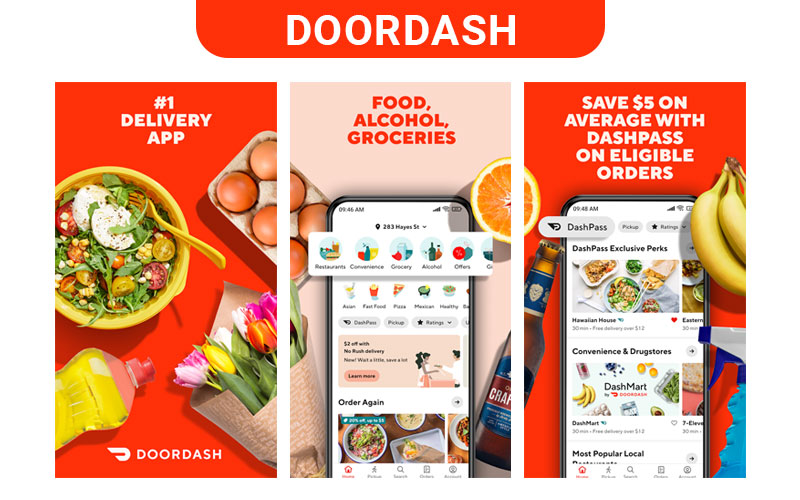 DOORDASH
#1
DELIVERY
APP
DOORDASH
FOOD,
ALCOHOL,
GROCERIES
09:46 AM
283 Hayes St
Restaurants Convenience Grocery Alcohol Offers
Asian Fast Food Pizza Mexican Healthy
DashPass Pickup Ratings
$2 off with
No Rush delivery
New! Wait a little, save a lot
Learn more
Order Again
20% off, up to $5
Home Pickup Search Orders Account
SAVE $5 ON
AVERAGE WITH
DASHPASS
ON ELIGIBLE
ORDERS
09:48 AM
DashPass Pickup Ratings
DashPass Exclusive Perks
Hawaiian House Eastern
30 min • Free delivery over $12 30 min
Convenience & Drugstores
DashMart
by DOORDASH
DashMart 7-Eleve
30 min • Free delivery over $12
Most Popular Local
Restaurants
Home Pickup Search Orders Account